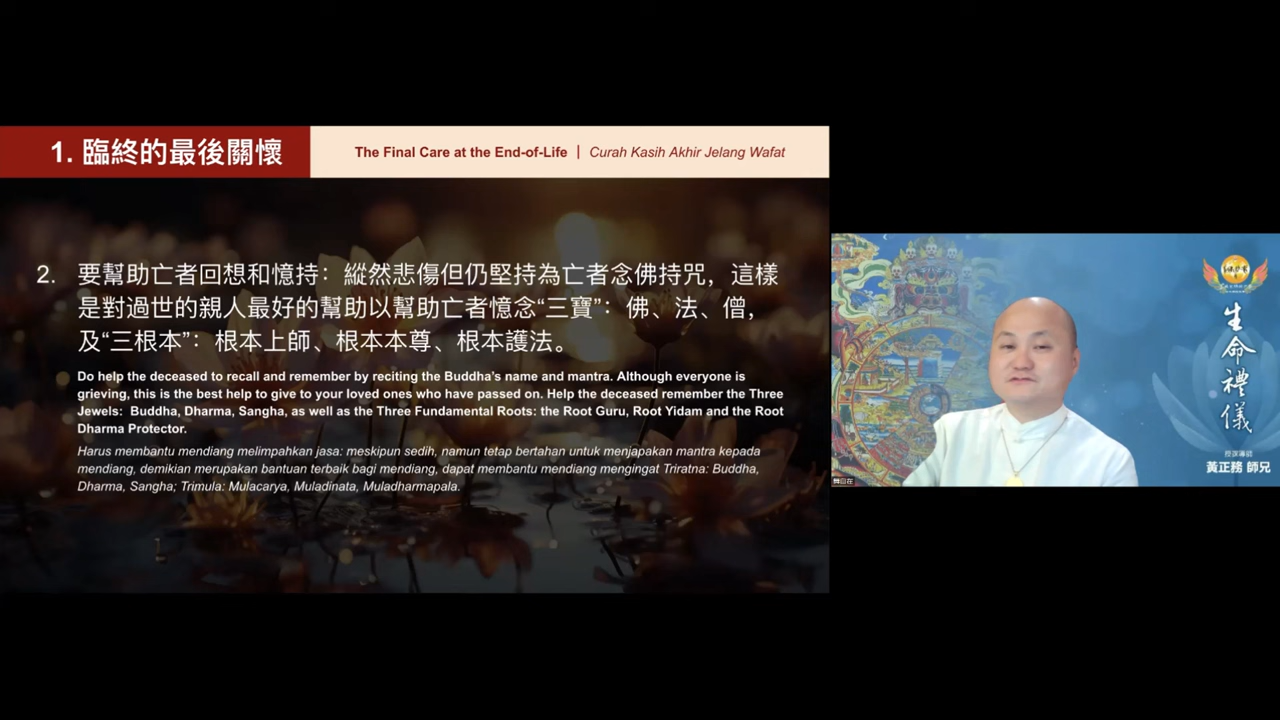 1. 臨終的最後關懷
The Final Care at the End-of-Life | Curah Kasih Akhir Jelang Wafat
2. 要幫助亡者回想和憶持：縱然悲傷但仍堅持為亡者念佛持咒，這樣
是對過世的親人最好的幫助以幫助亡者憶念“三寶”：佛、法、僧，
及“三根本”：根本上師、根本本尊、根本護法。
Do help the deceased to recall and remember by reciting the Buddha's name and mantra. Although everyone is
grieving, this is the best help to give to your loved ones who have passed on. Help the deceased remember the Three
Jewels: Buddha, Dharma, Sangha, as well as the Three Fundamental Roots: the Root Guru, Root Yidam and the Root
Dharma Protector.
Harus membantu mendiang melimpahkan jasa: meskipun sedih, namun tetap bertahan untuk menjapakan mantra kepada
mendiang, demikian merupakan bantuan terbaik bagi mendiang, dapat membantu mendiang mengingat Triratna: Buddha,
Dharma, Sangha; Trimula: Mulacarya, Muladinata, Muladharmapala.
生命禮儀
授課導師
黃正務 師兄